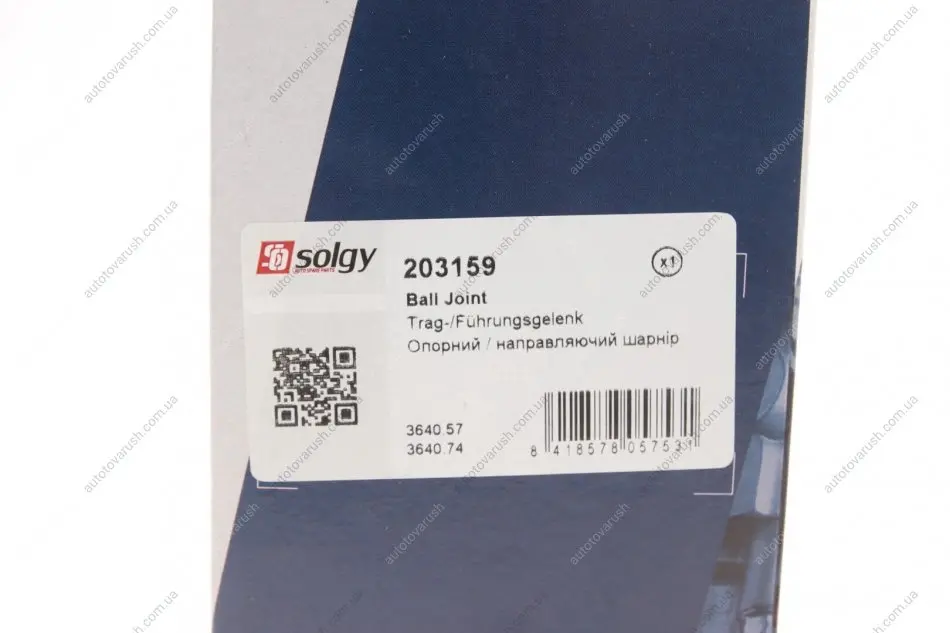 solgy
AUTO SPARE PARTS
203159
x1
Ball Joint
Trag-/Führungsgelenk
Опорний / направляючий шарнір
3640.57
3640.74
8 418578 057531
autotovarush.com.ua